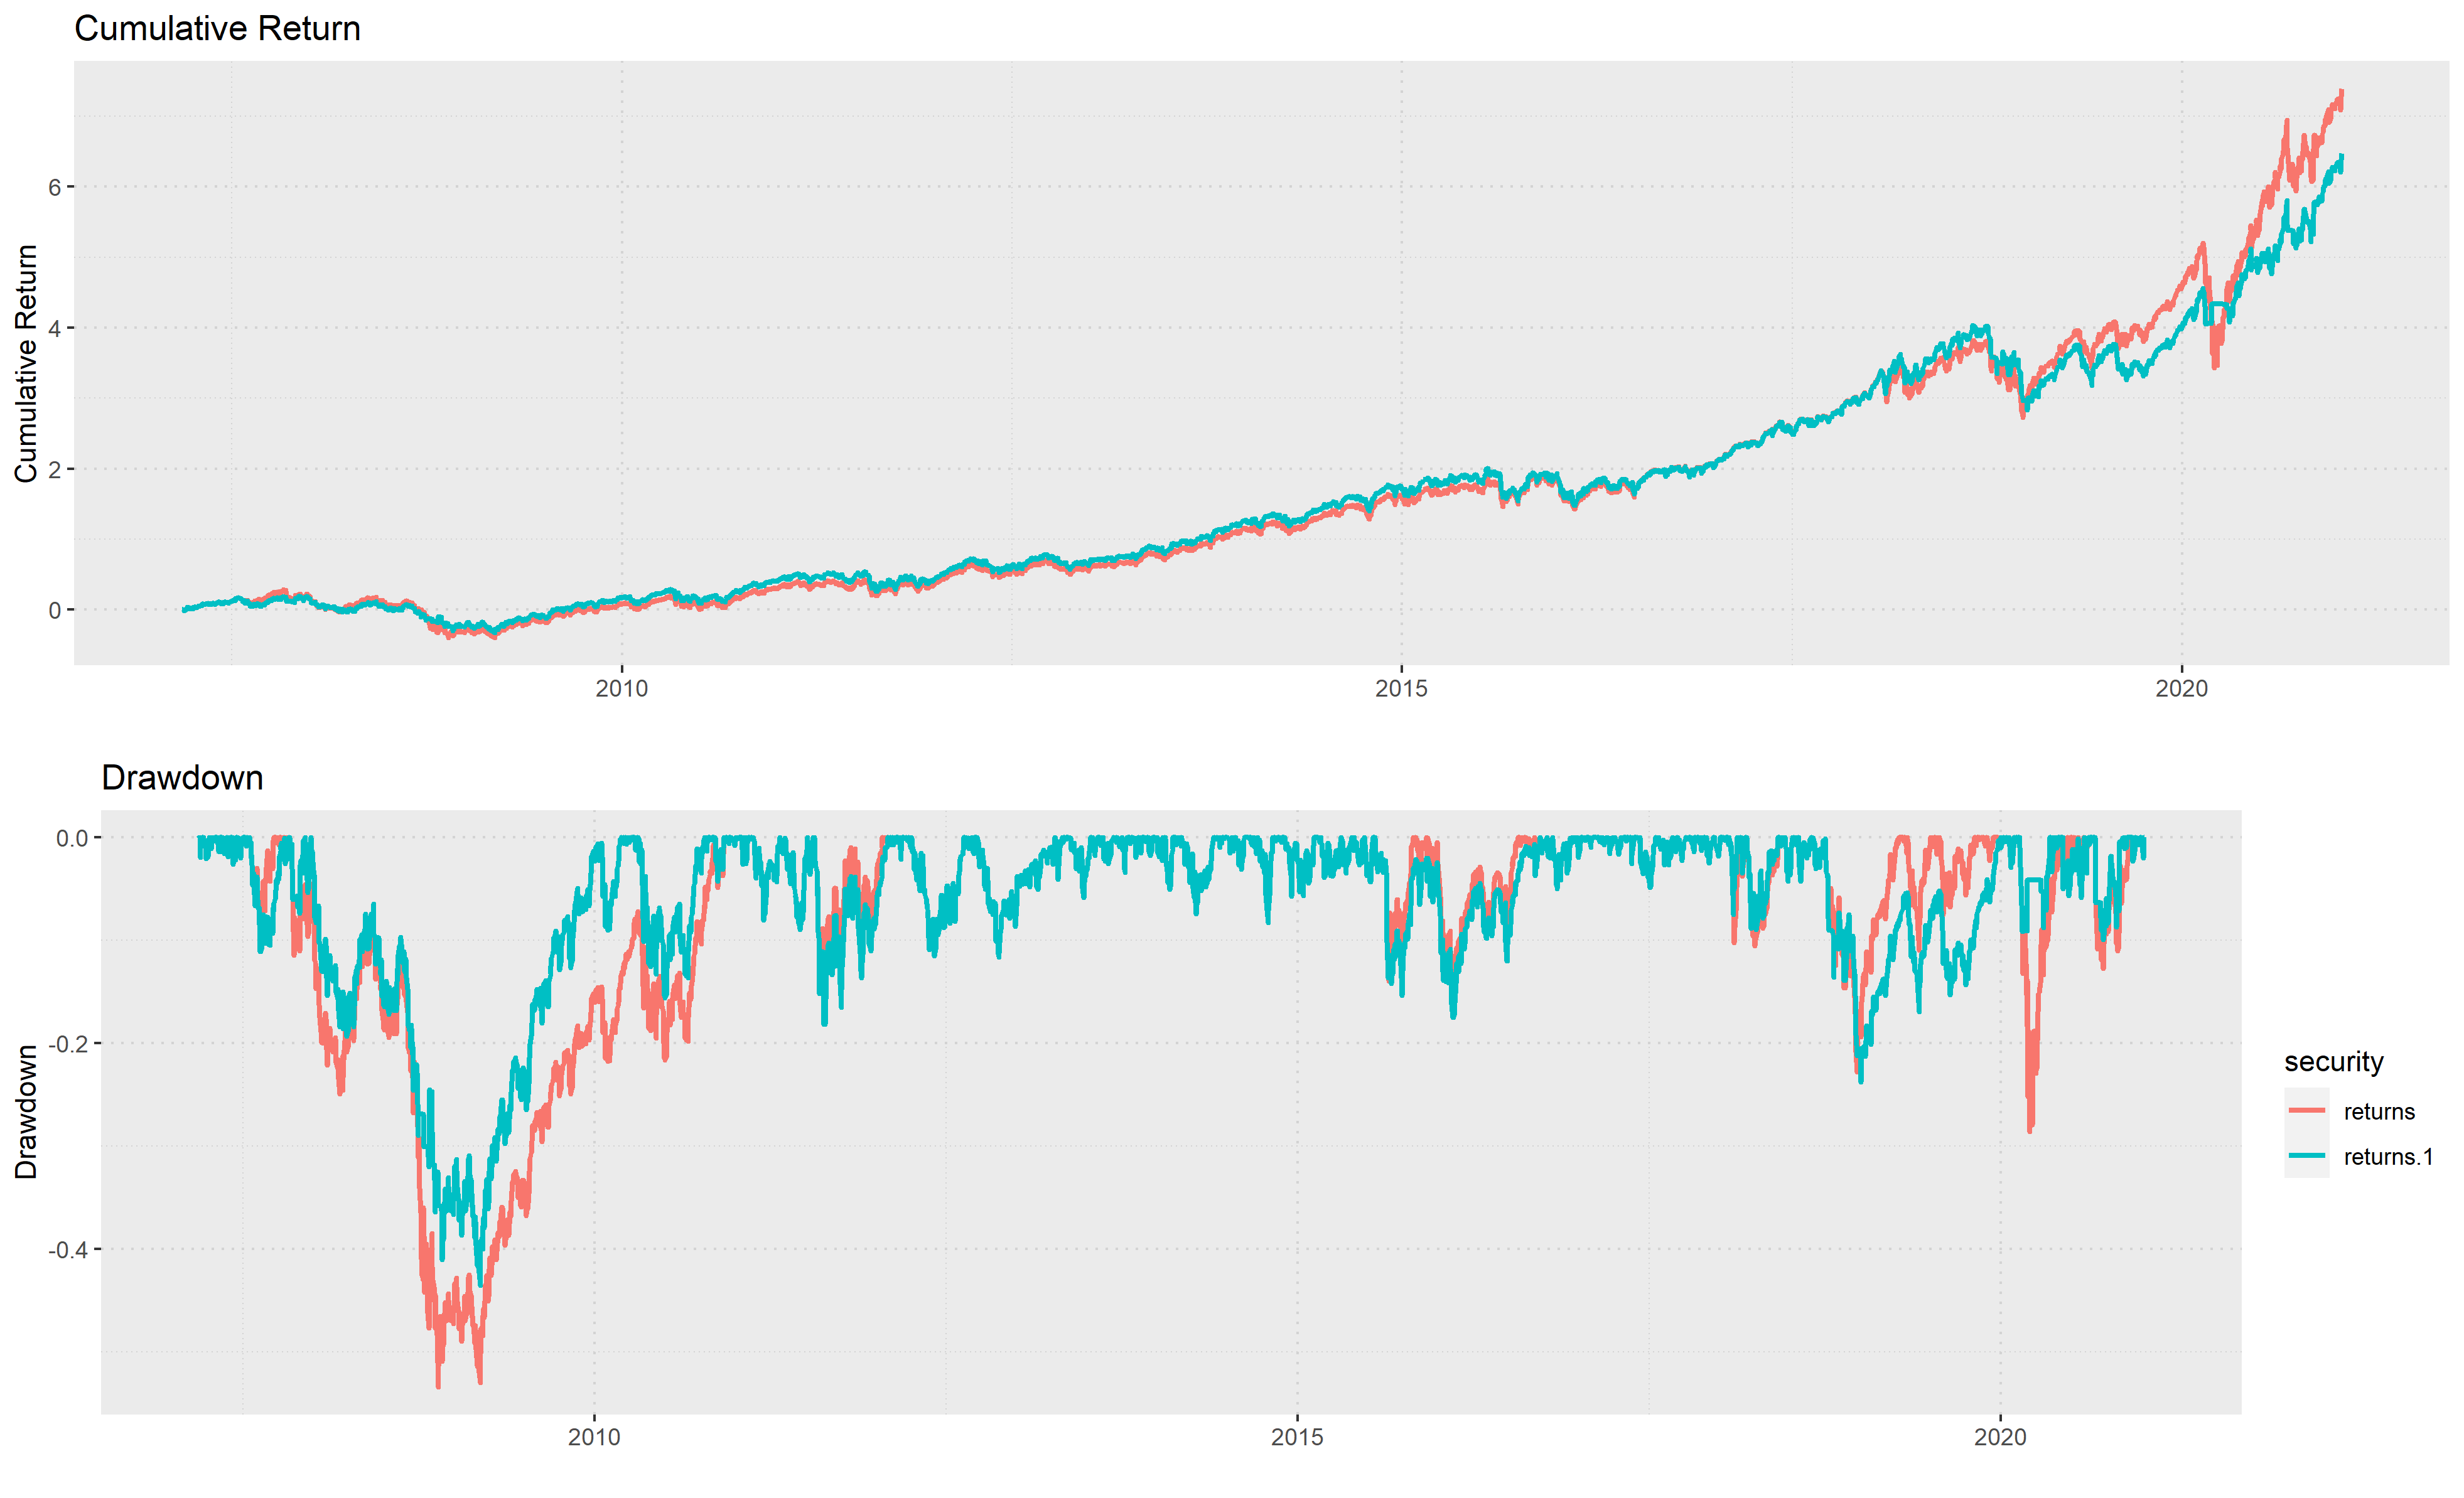 Cumulative Return
Cumulative Return
6
4
2
0
2010 2015 2020
Drawdown
Drawdown
0.0
-0.2
-0.4
2010 2015 2020
security
returns
returns.1